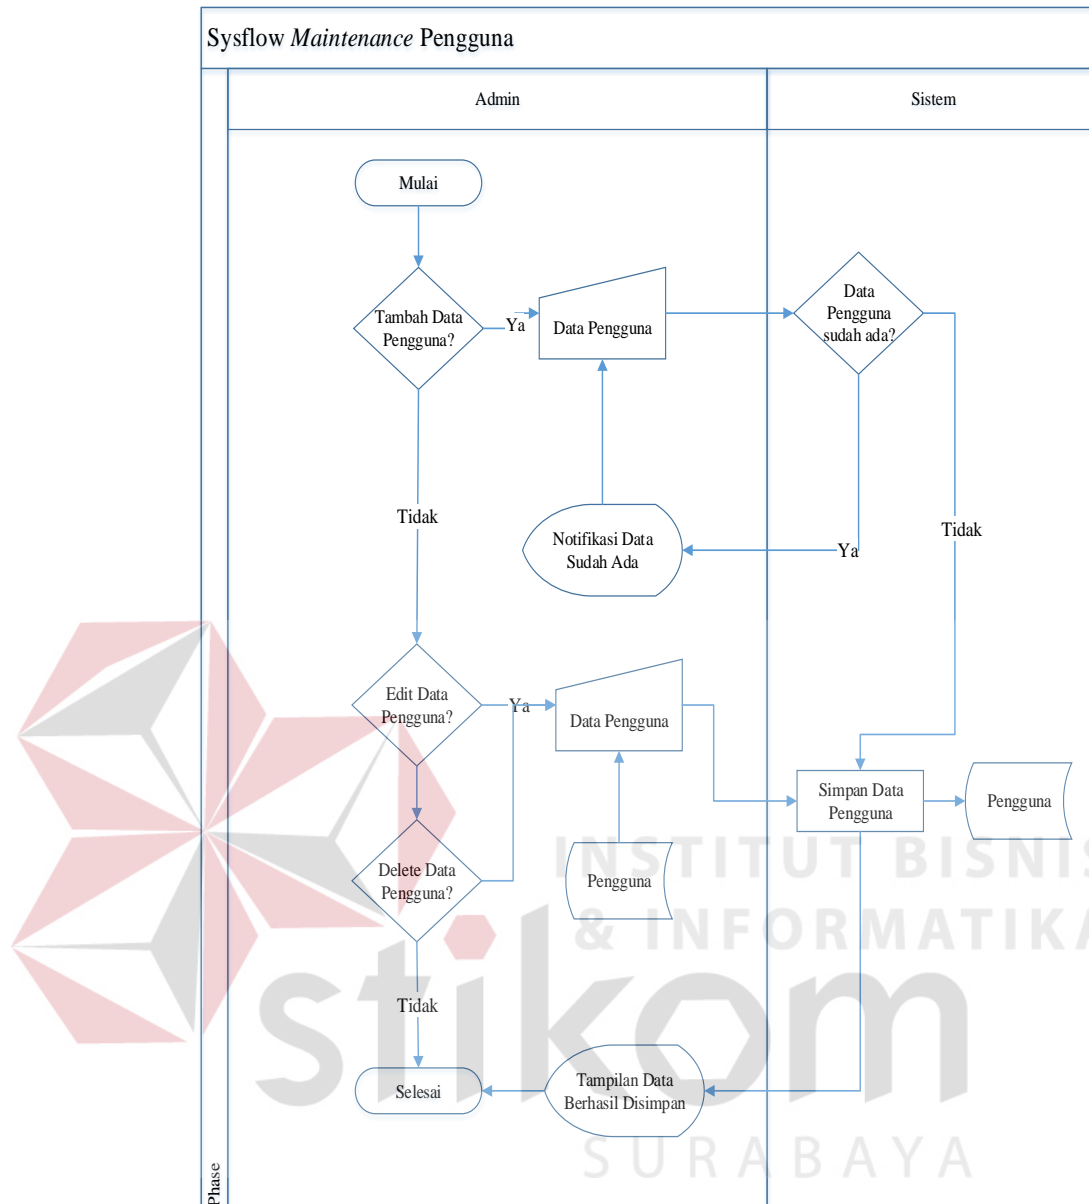 Sysflow Maintenance Pengguna
Admin
Sistem
Mulai
Tambah Data
Pengguna?
Ya
Data Pengguna
Data
Pengguna
sudah ada?
Tidak
Notifikasi Data
Sudah Ada
Ya
Tidak
Edit Data
Pengguna?
Ya
Data Pengguna
Simpan Data
Pengguna
Pengguna
Delete Data
Pengguna?
Pengguna
Tidak
Selesai
Tampilan Data
Berhasil Disimpan
Phase
INSTITUT BISNIS
& INFORMATIKA
stikom
SURABAYA